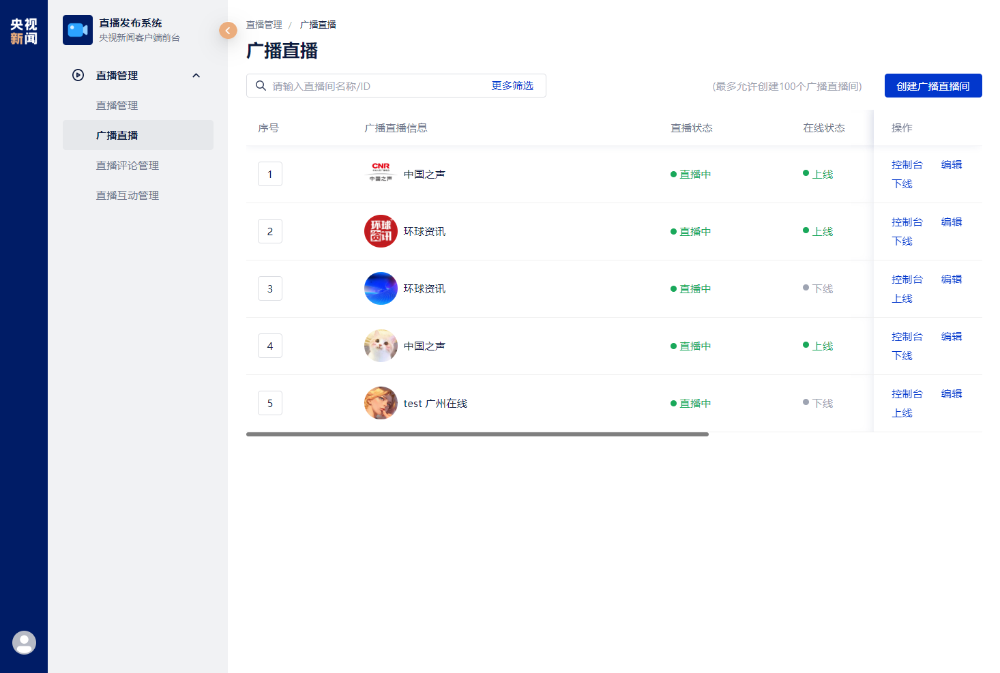 央视
新闻
直播发布系统
央视新闻客户端前台
直播管理
直播管理
广播直播
直播评论管理
直播互动管理
直播管理 / 广播直播
广播直播
请输入直播间名称/ID 更多筛选 (最多允许创建100个广播直播间) 创建广播直播间
序号 广播直播信息 直播状态 在线状态 操作
1 CNR 中国之声 中国之声 直播中 上线 控制台 编辑
下线
2 环球资讯 环球资讯 直播中 上线 控制台 编辑
下线
3 环球资讯 直播中 下线 控制台 编辑
上线
4 中国之声 直播中 上线 控制台 编辑
下线
5 test 广州在线 直播中 下线 控制台 编辑
上线